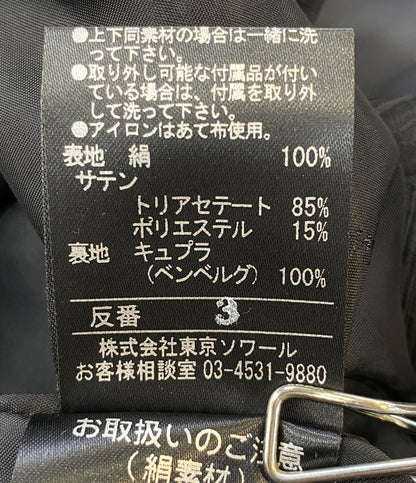 ●上下同素材の場合は一緒に洗
って下さい。
●取り外し可能な付属品が付い
ている場合は、付属を取り外
して洗って下さい。
●アイロンはあて布使用。
表地 絹 100%
サテン
トリアセテート 85%
ポリエステル 15%
裏地 キュプラ
(ベンベルグ) 100%
反番 3
株式会社東京ソワール
お客様相談室 03-4531-9880
お取扱いのご注意
(絹素材)